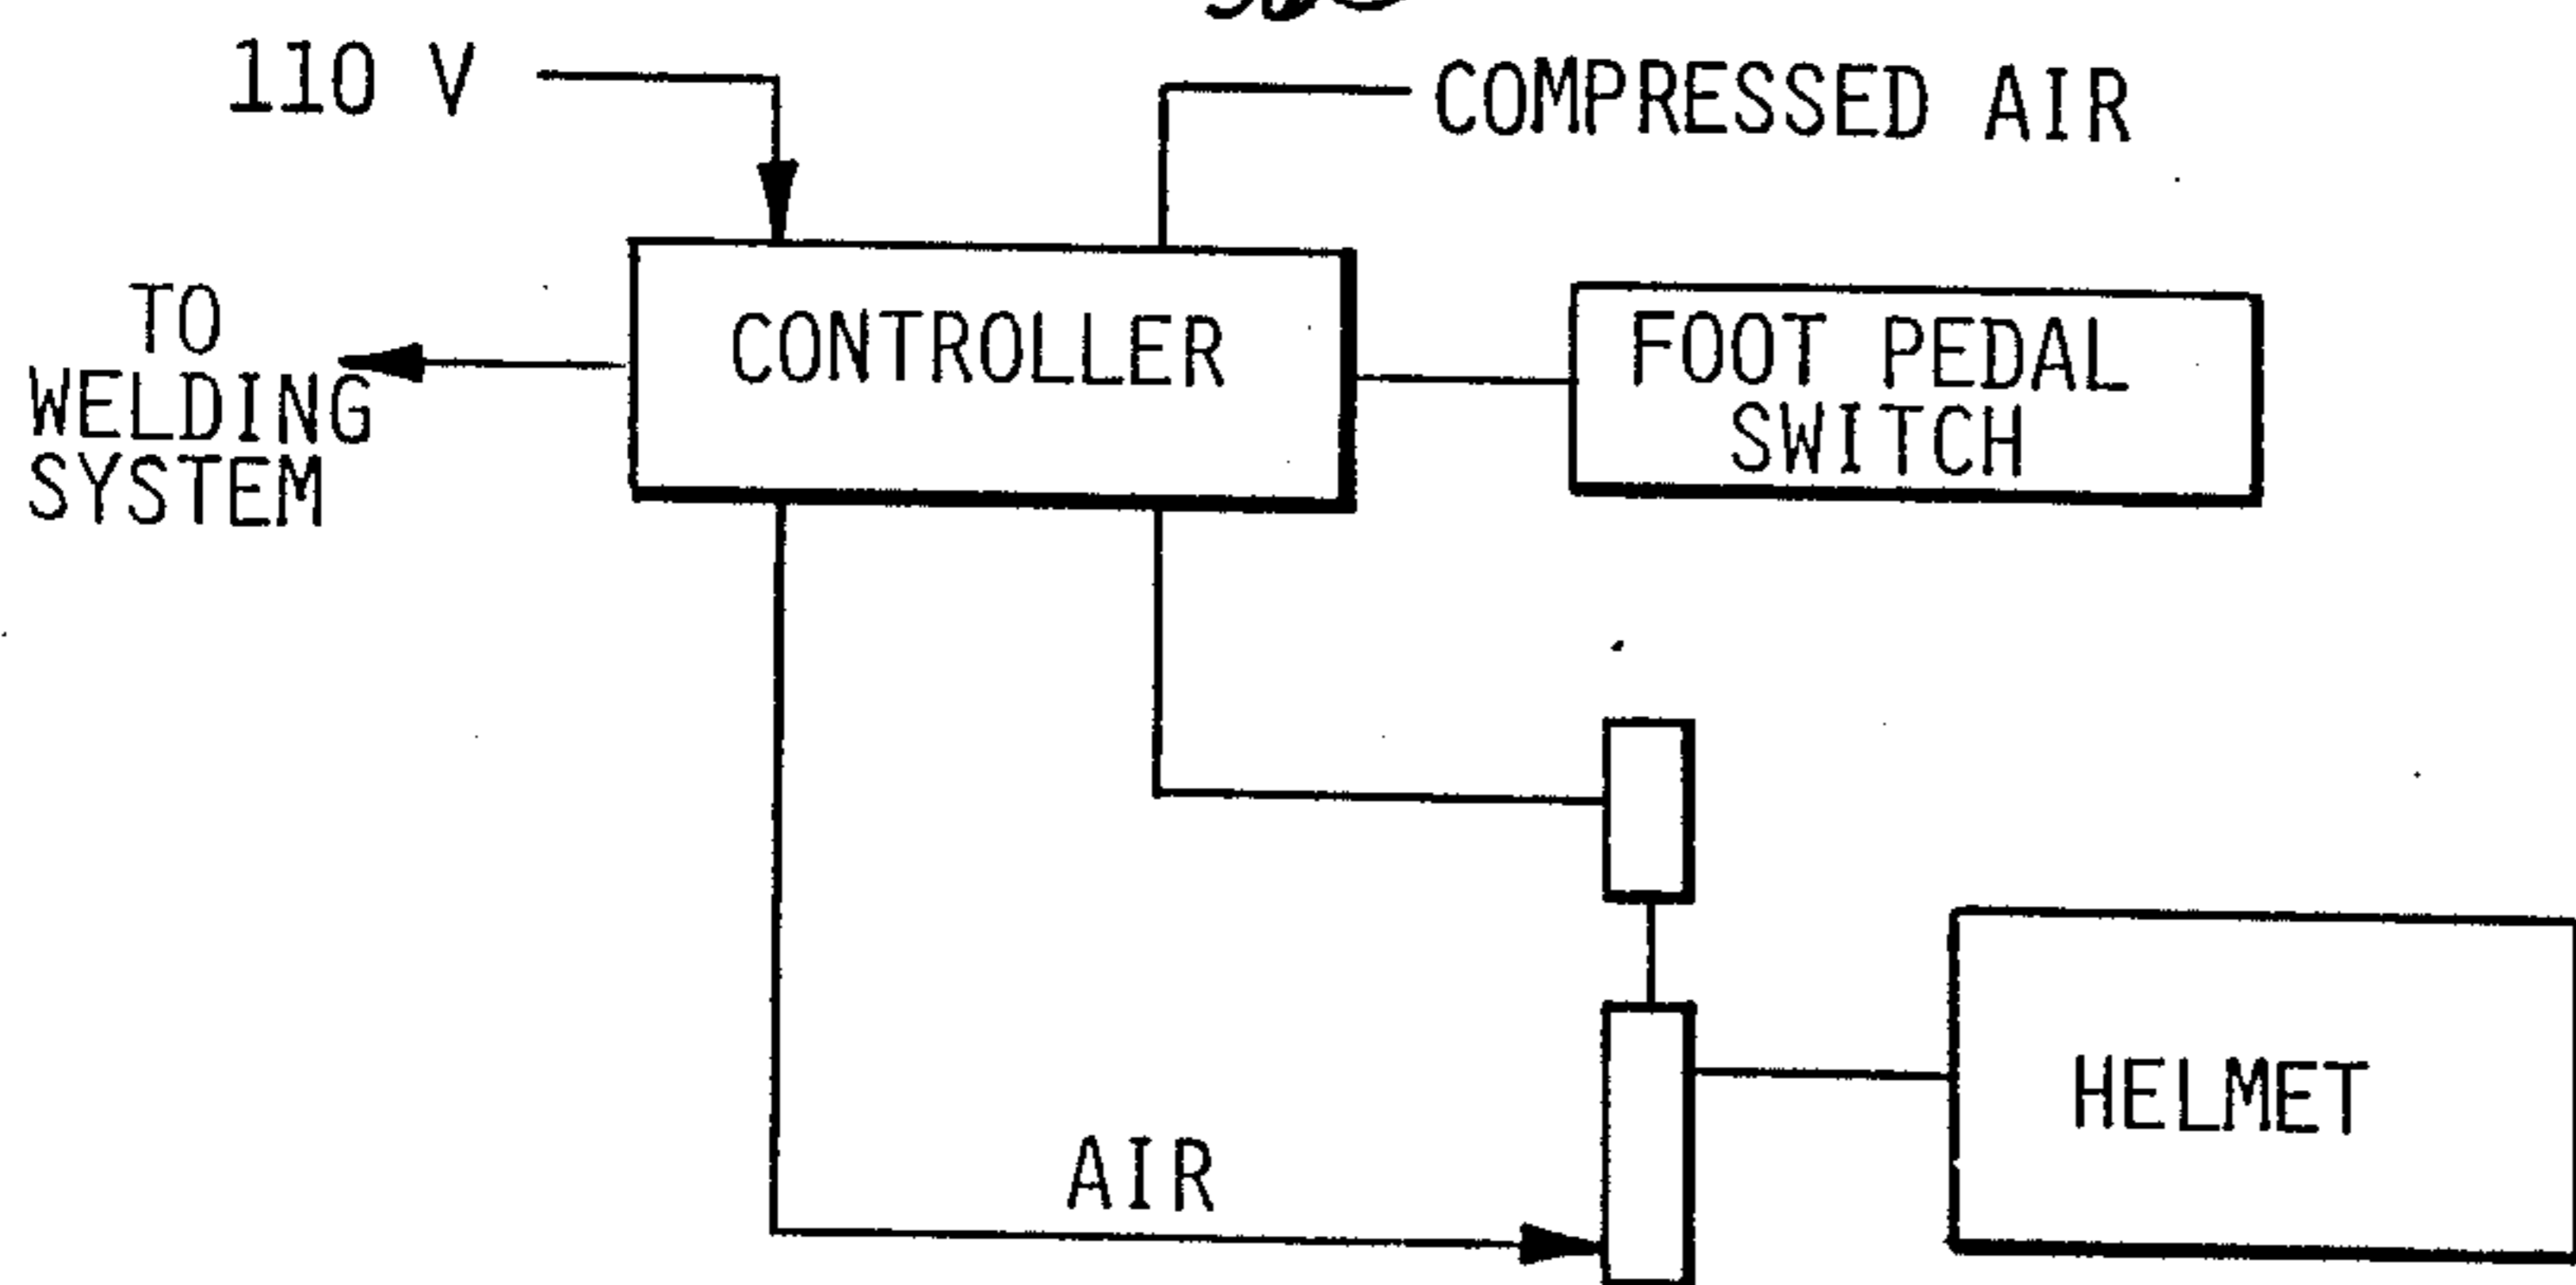 110 V
COMPRESSED AIR
TO
WELDING
SYSTEM
CONTROLLER
FOOT PEDAL
SWITCH
AIR
HELMET